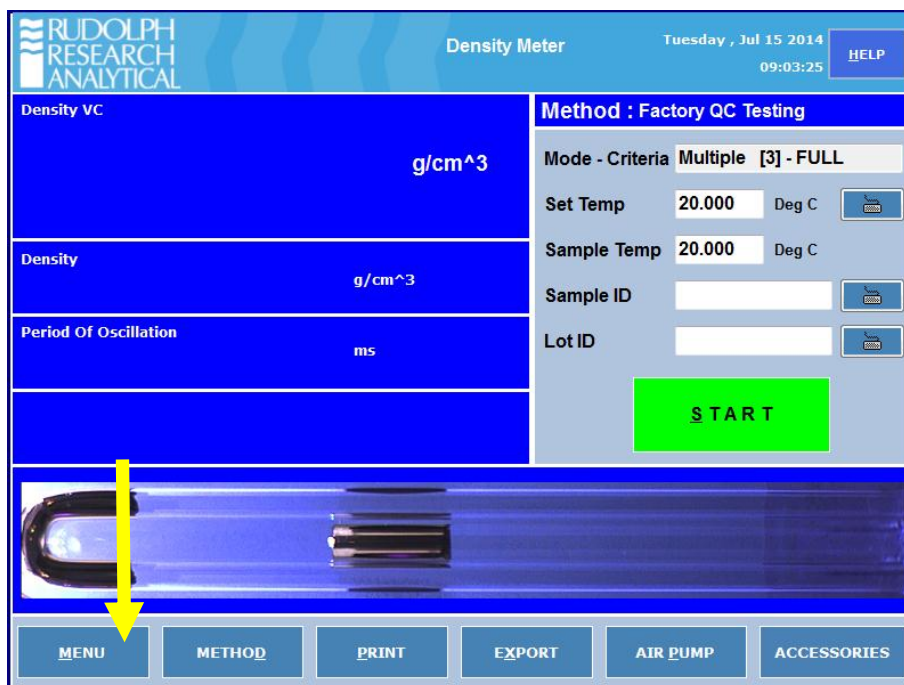 RUDOLPH
RESEARCH
ANALYTICAL
Density Meter
Tuesday , Jul 15 2014
09:03:25
HELP
Density VC
g/cm^3
Density
g/cm^3
Period Of Oscillation
ms
Method : Factory QC Testing
Mode - Criteria Multiple [3] - FULL
Set Temp 20.000 Deg C
Sample Temp 20.000 Deg C
Sample ID
Lot ID
START
MENU METHOD PRINT EXPORT AIR PUMP ACCESSORIES